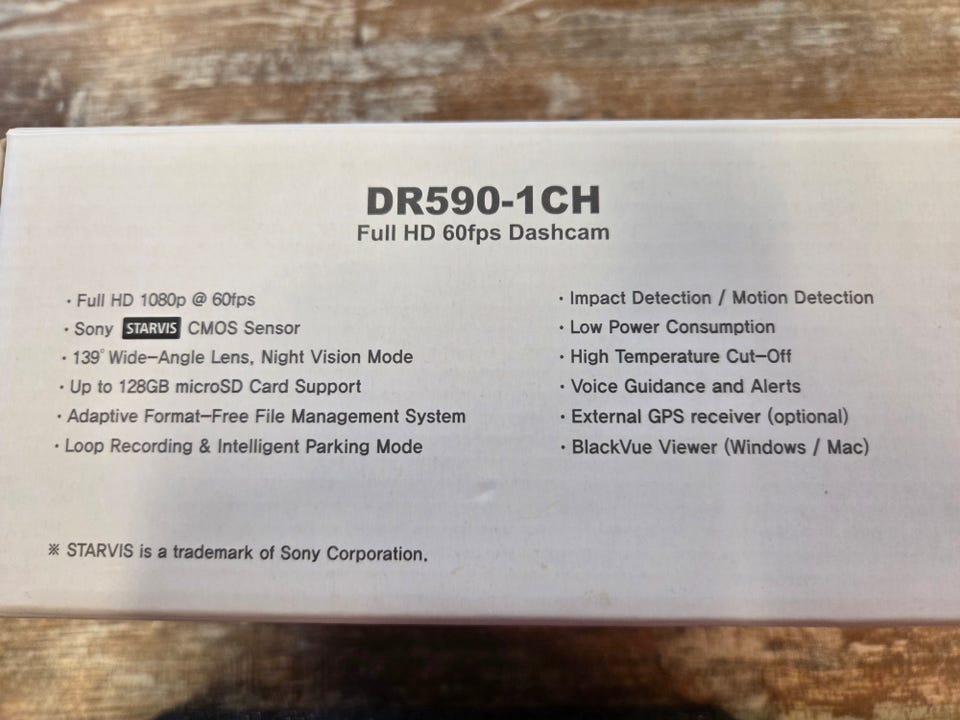 DR590-1CH
Full HD 60fps Dashcam
· Full HD 1080p @ 60fps
· Sony STARVIS CMOS Sensor
· 139° Wide-Angle Lens, Night Vision Mode
· Up to 128GB microSD Card Support
· Adaptive Format-Free File Management System
· Loop Recording & Intelligent Parking Mode
· Impact Detection / Motion Detection
· Low Power Consumption
· High Temperature Cut-Off
· Voice Guidance and Alerts
· External GPS receiver (optional)
· BlackVue Viewer (Windows / Mac)
※ STARVIS is a trademark of Sony Corporation.